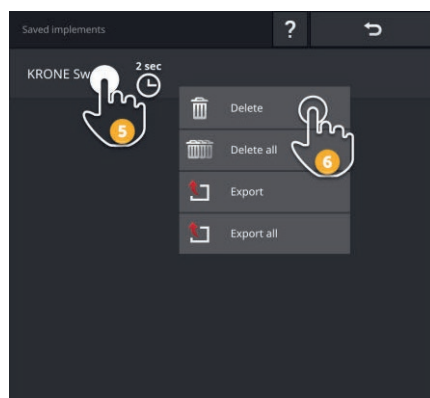 Saved implements
?
KRONE Sw
2 sec
5
Delete
6
Delete all
Export
Export all